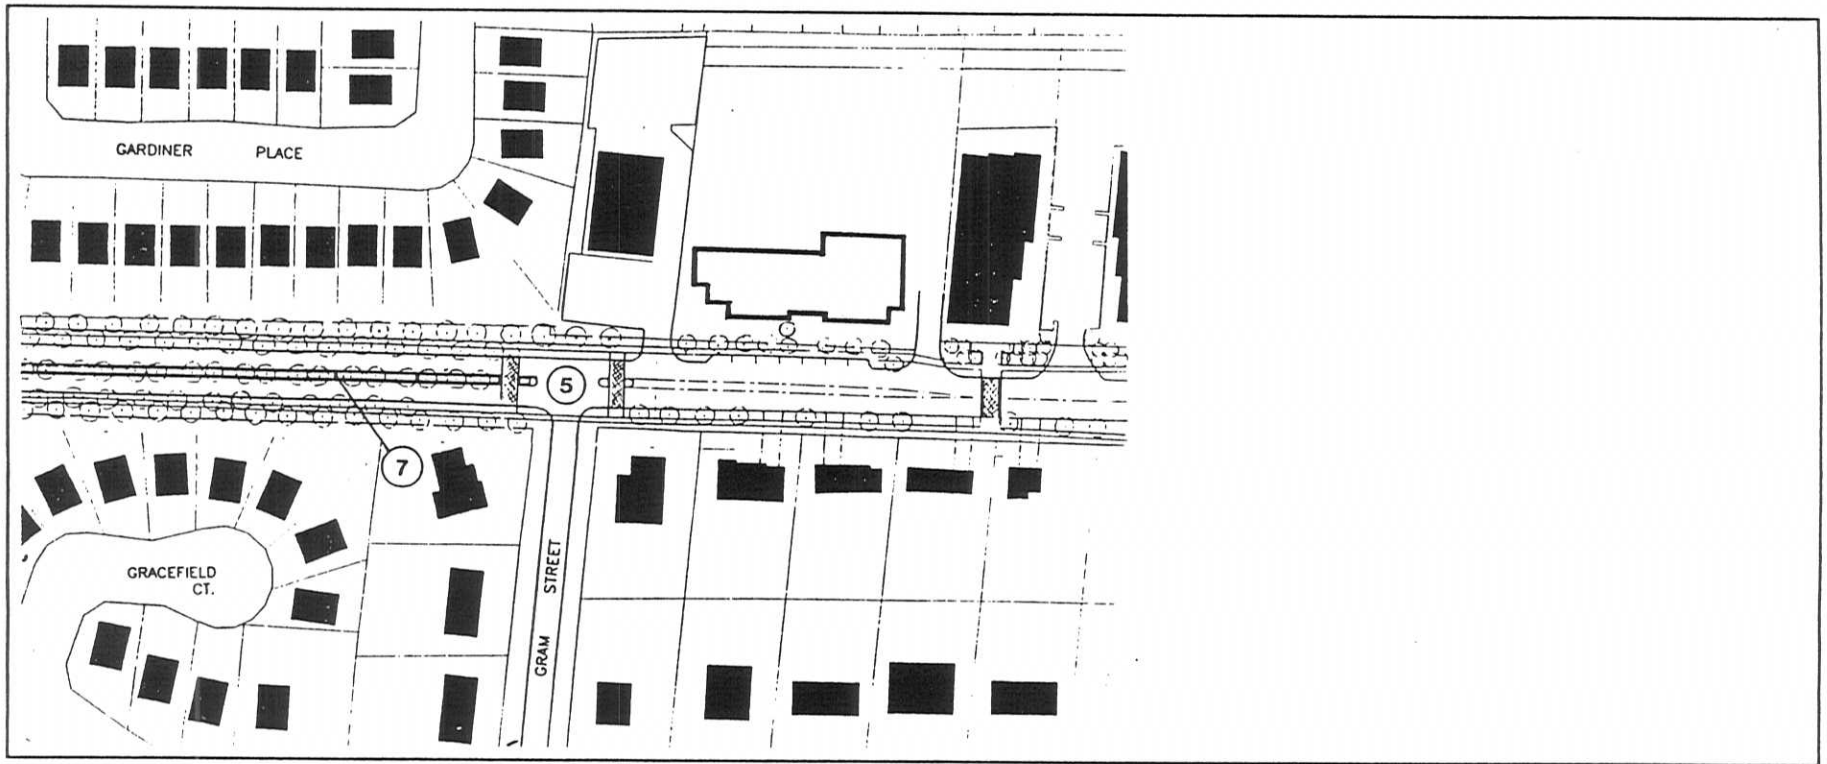 GARDINER PLACE
5
7
GRACEFIELD
CT.
GRAM STREET